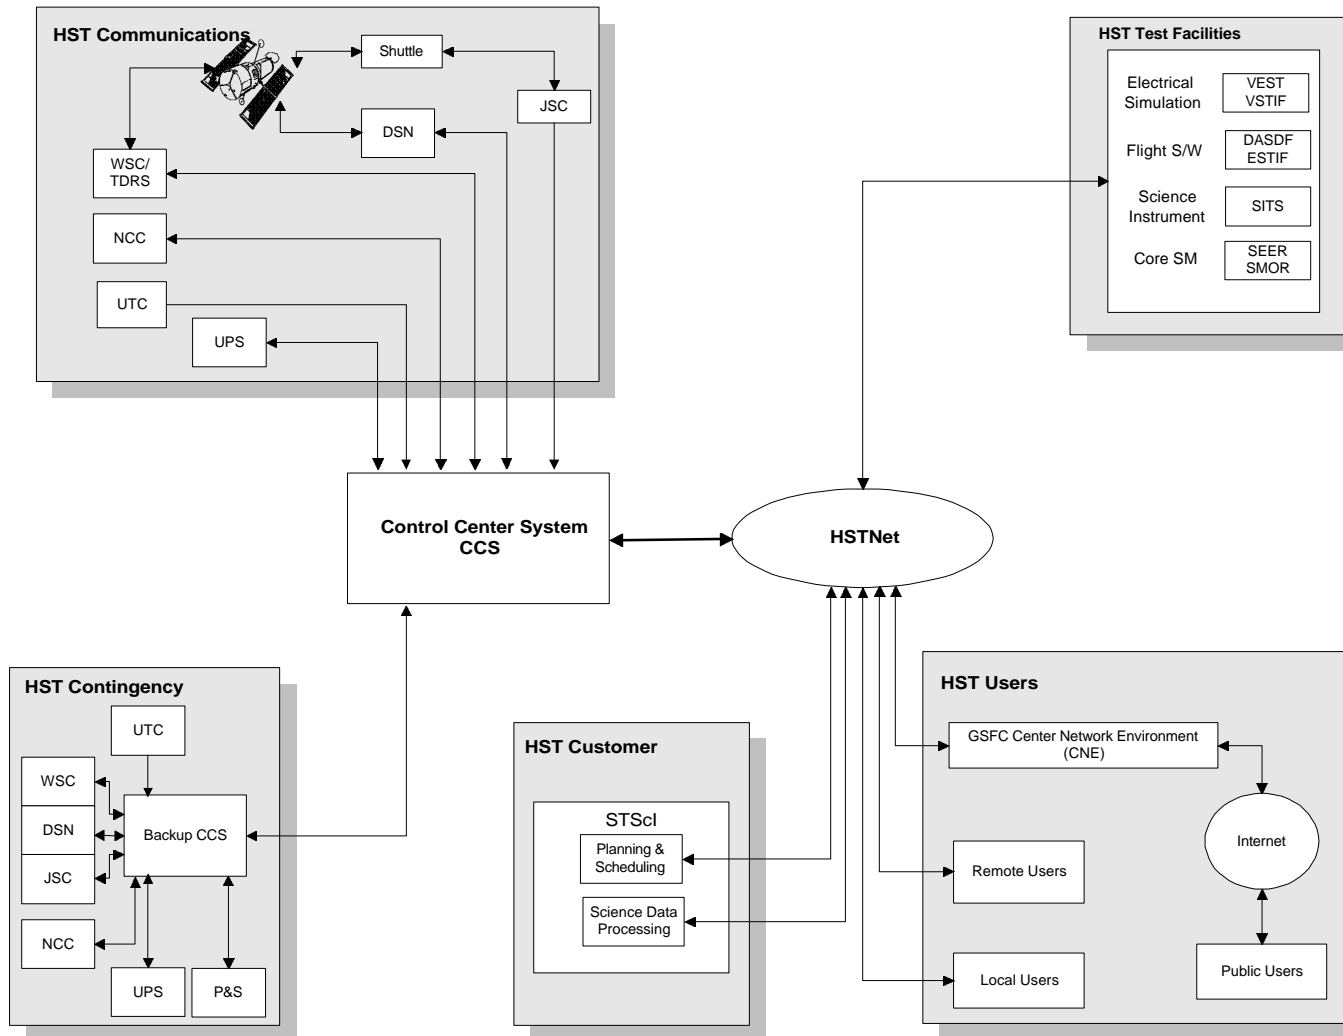 HST Communications
Shuttle
JSC
DSN
WSC/
TDRS
NCC
UTC
UPS
HST Test Facilities
Electrical
Simulation
VEST
VSTIF
Flight S/W
DASDF
ESTIF
Science
Instrument
SITS
Core SM
SEER
SMOR
Control Center System
CCS
HSTNet
HST Contingency
UTC
WSC
DSN
JSC
Backup CCS
NCC
UPS
P&S
HST Customer
STScI
Planning &
Scheduling
Science Data
Processing
HST Users
GSFC Center Network Environment
(CNE)
Internet
Remote Users
Local Users
Public Users